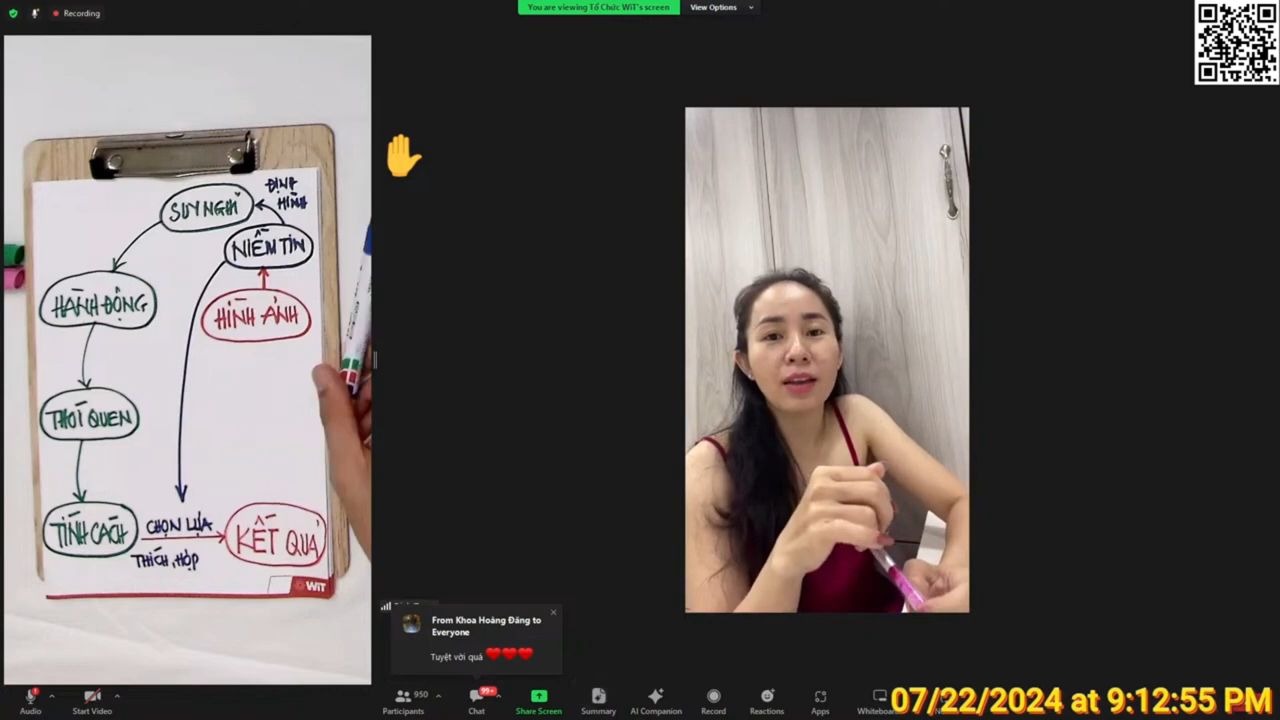 Recording
You are viewing Tổ Chức WiT's screen
View Options
ĐỊNH
HÌNH
SUY NGHĨ
NIỀM TIN
HÀNH ĐỘNG
HÌNH ẢNH
THÓI QUEN
TÍNH CÁCH
CHỌN LỰA
THÍCH HỢP
KẾT QUẢ
WiT
From Khoa Hoàng Đăng to
Everyone
Tuyệt vời quá
Audio
Start Video
Participants
950
Chat
99+
Share Screen
Summary
AI Companion
Record
Reactions
Apps
07/22/2024 at 9:12:55 PM